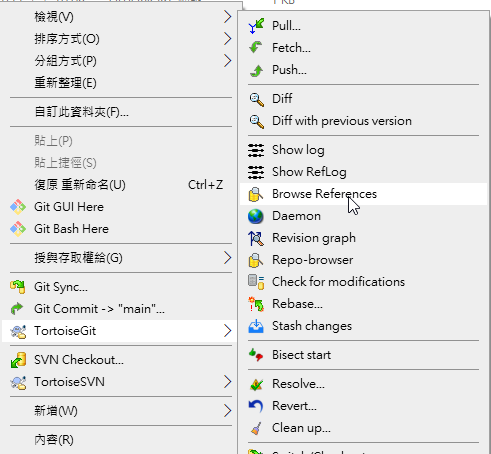 1 KB
檢視(V)
排序方式(O)
分組方式(P)
重新整理(E)
自訂此資料夾(F)...
貼上(P)
貼上捷徑(S)
復原 重新命名(U) Ctrl+Z
Git GUI Here
Git Bash Here
授與存取權給(G)
Git Sync...
Git Commit -> "main"...
TortoiseGit
SVN Checkout...
TortoiseSVN
新增(W)
內容(R)
Pull...
Fetch...
Push...
Diff
Diff with previous version
Show log
Show RefLog
Browse References
Daemon
Revision graph
Repo-browser
Check for modifications
Rebase...
Stash changes
Bisect start
Resolve...
Revert...
Clean up...